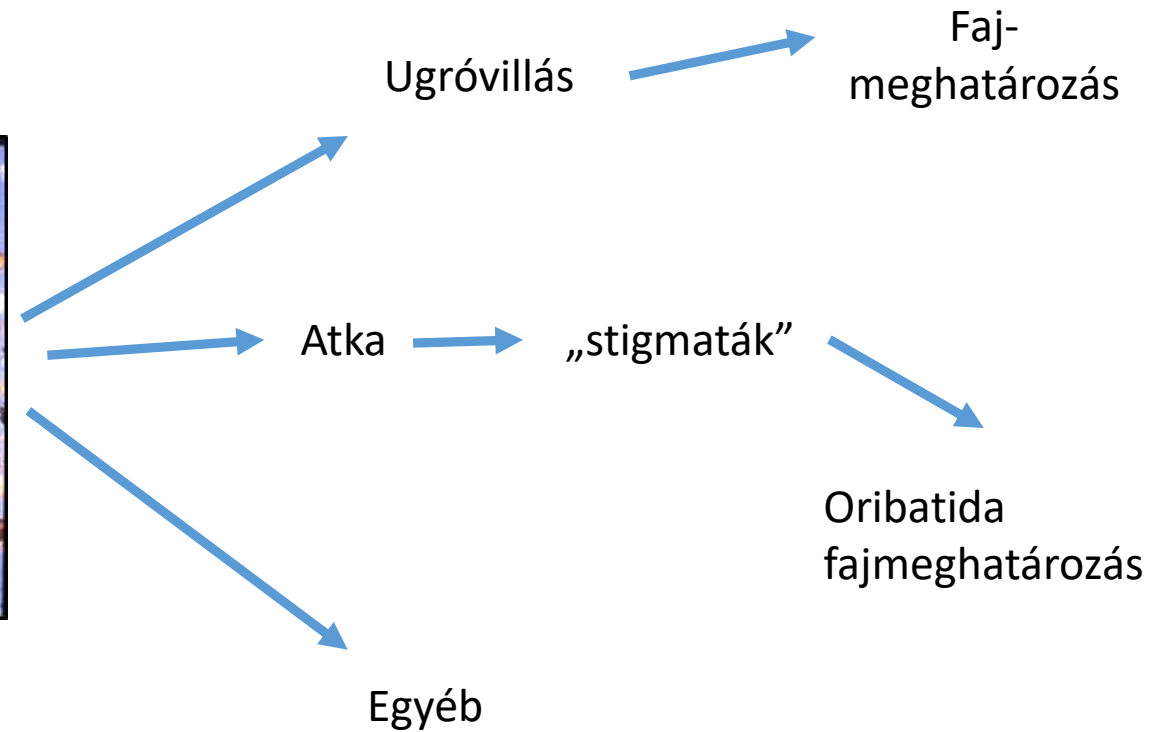 Ugróvillás
Faj-
meghatározás
Atka
„stigmaták”
Oribatida
fajmeghatározás
Egyéb